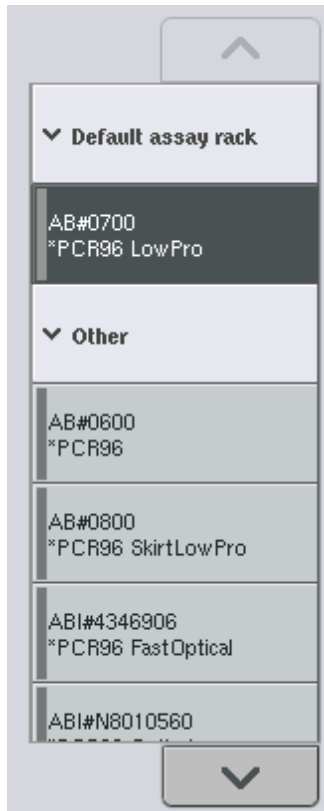 Default assay rack
AB#0700
*PCR96 LowPro
Other
AB#0600
*PCR96
AB#0800
*PCR96 SkirtLowPro
ABI#4346906
*PCR96 FastOptical
ABI#N8010560